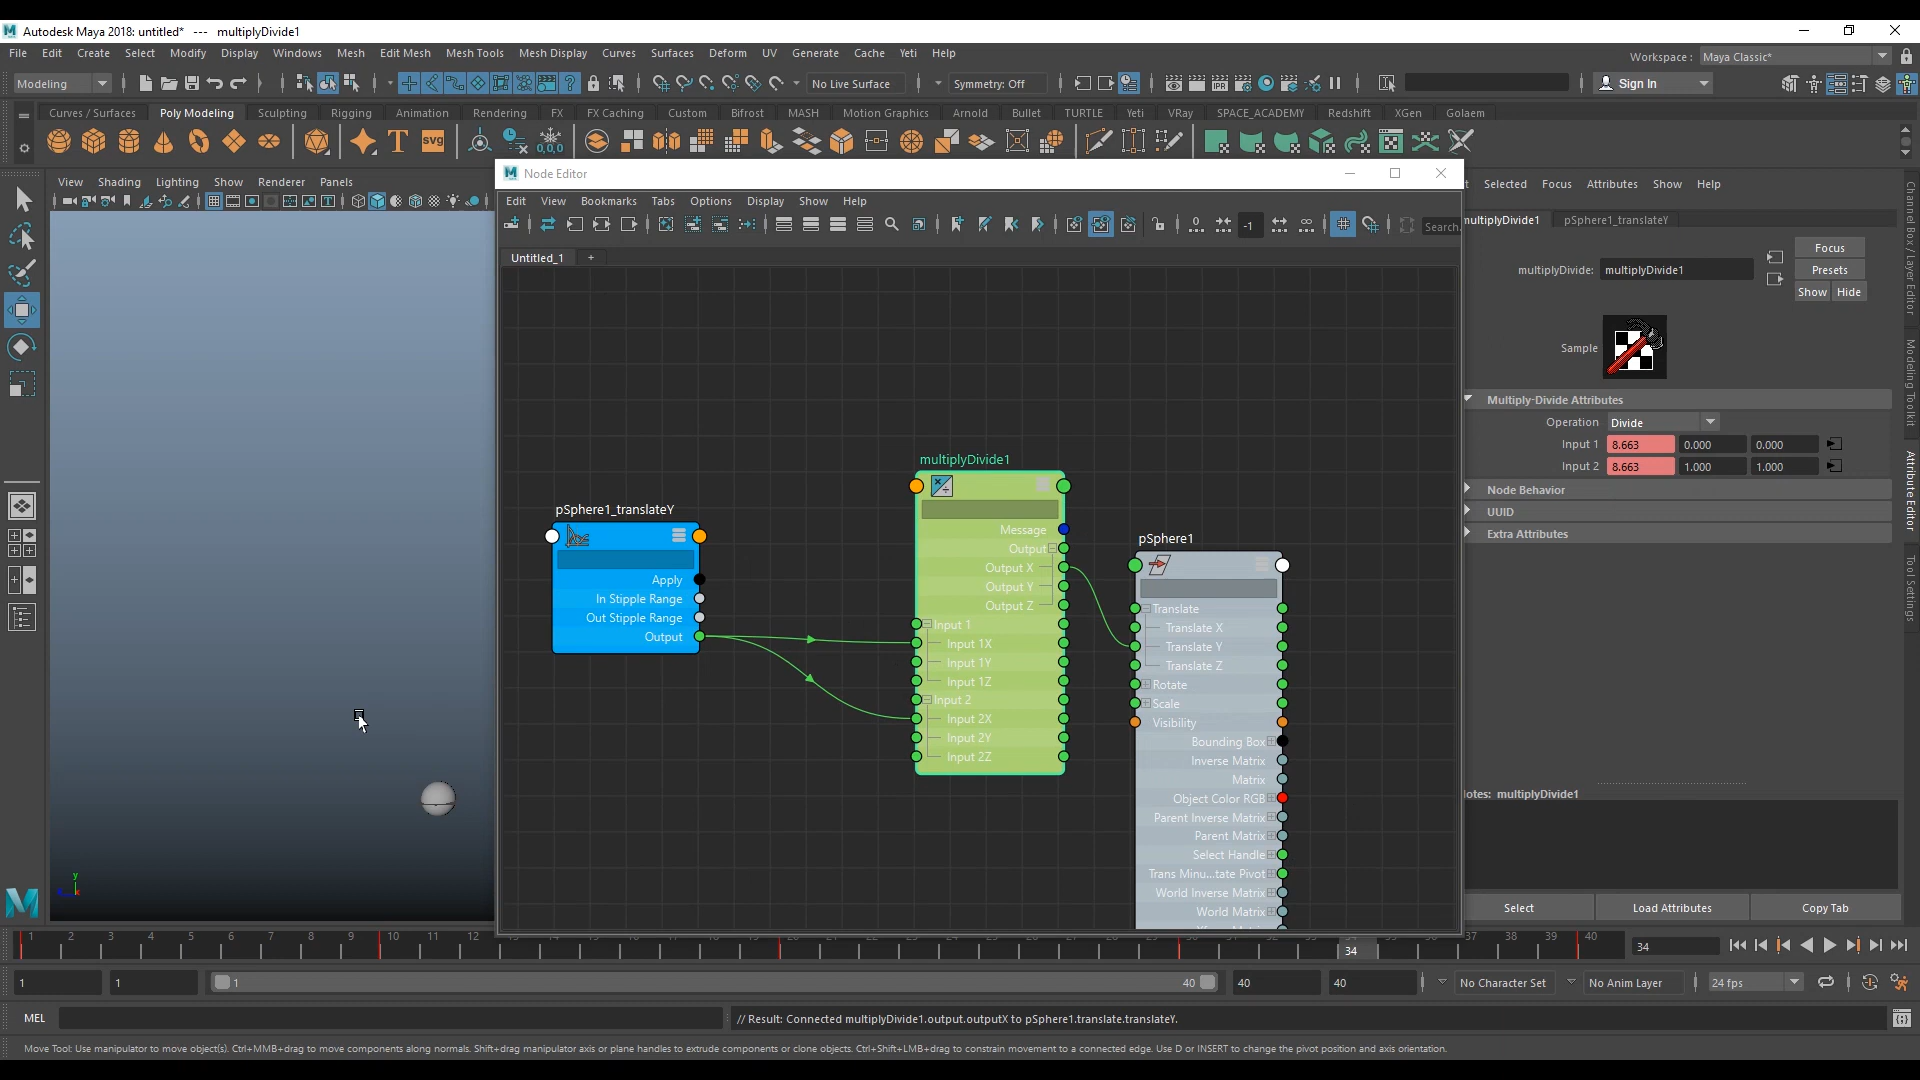 Autodesk Maya 2018: untitled* --- multiplyDivide1
File Edit Create Select Modify Display Windows Mesh Edit Mesh Mesh Tools Mesh Display Curves Surfaces Deform UV Generate Cache Yeti Help
Workspace : Maya Classic*
Modeling No Live Surface Symmetry: Off Sign In
Curves / Surfaces Poly Modeling Sculpting Rigging Animation Rendering FX FX Caching Custom Bifrost MASH Motion Graphics Arnold Bullet TURTLE Yeti VRay SPACE_ACADEMY Redshift XGen Golaem
View Shading Lighting Show Renderer Panels
Node Editor
Edit View Bookmarks Tabs Options Display Show Help
-1 Search.
Untitled_1 +
pSphere1_translateY
Apply
In Stipple Range
Out Stipple Range
Output
multiplyDivide1
Message
Output
Output X
Output Y
Output Z
Input 1
Input 1X
Input 1Y
Input 1Z
Input 2
Input 2X
Input 2Y
Input 2Z
pSphere1
Translate
Translate X
Translate Y
Translate Z
Rotate
Scale
Visibility
Bounding Box
Inverse Matrix
Matrix
Object Color RGB
Parent Inverse Matrix
Parent Matrix
Select Handle
Trans Minu...tate Pivot
World Inverse Matrix
World Matrix
t Selected Focus Attributes Show Help
multiplyDivide1 pSphere1_translateY
multiplyDivide: multiplyDivide1
Focus
Presets
Show Hide
Sample
Multiply-Divide Attributes
Operation Divide
Input 1 8.663 0.000 0.000
Input 2 8.663 1.000 1.000
Node Behavior
UUID
Extra Attributes
lotes: multiplyDivide1
Select Load Attributes Copy Tab
Channel Box / Layer Editor
Modeling Toolkit
Attribute Editor
Tool Settings
y
1 2 3 4 5 6 7 8 9 10 11 12 34 37 38 39 40 34
1 1 1 40 40 40 No Character Set No Anim Layer 24 fps
MEL // Result: Connected multiplyDivide1.output.outputX to pSphere1.translate.translateY.
Move Tool: Use manipulator to move object(s). Ctrl+MMB+drag to move components along normals. Shift+drag manipulator axis or plane handles to extrude components or clone objects. Ctrl+Shift+LMB+drag to constrain movement to a connected edge. Use D or INSERT to change the pivot position and axis orientation.